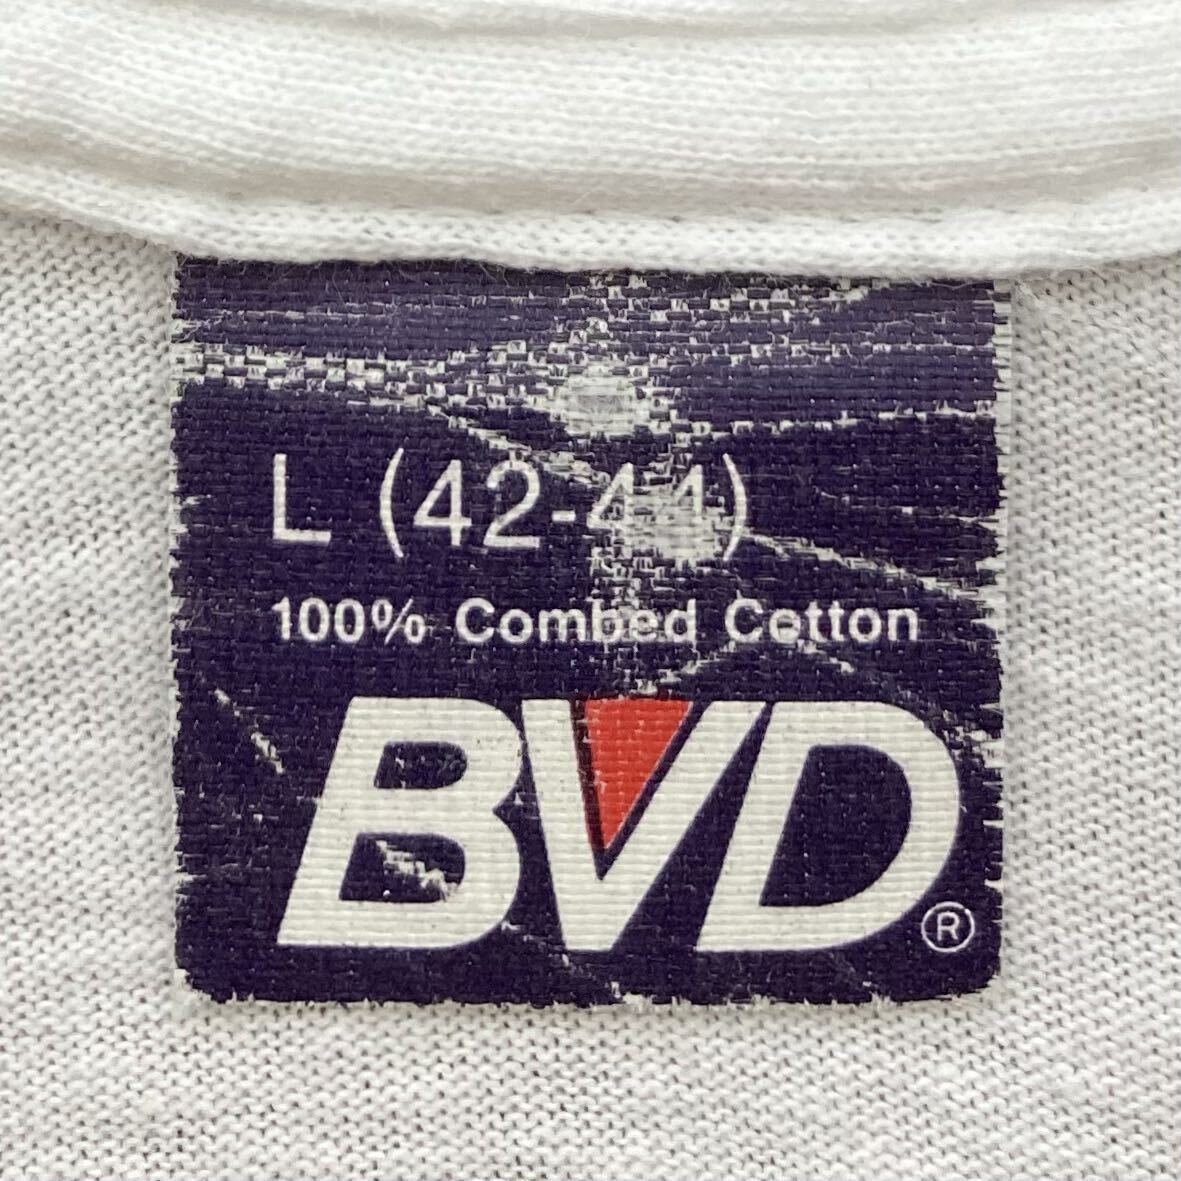 L (42-44)
100% Combed Cotton
BVD®